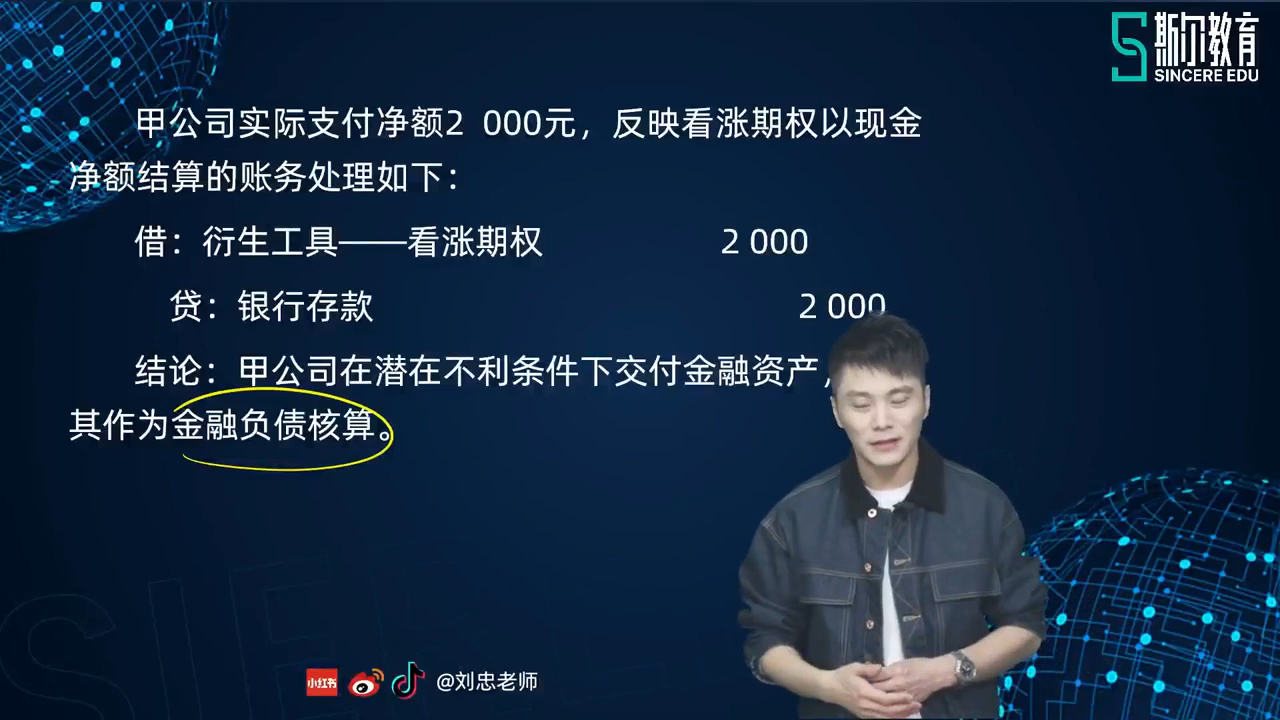 斯尔教育
SINCERE EDU
甲公司实际支付净额2 000元，反映看涨期权以现金
净额结算的账务处理如下：
借：衍生工具——看涨期权 2 000
贷：银行存款 2 000
结论：甲公司在潜在不利条件下交付金融资产，
其作为金融负债核算。
小红书
@刘忠老师